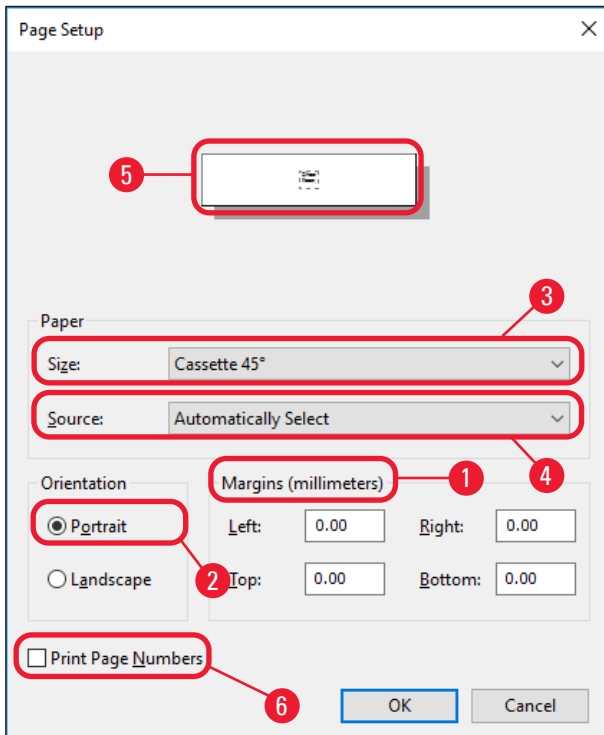 Page Setup
5
3
Paper
Size: Cassette 45°
Source: Automatically Select
4
Orientation
Margins (millimeters)
1
Portrait
Left: 0.00 Right: 0.00
2
Landscape
Top: 0.00 Bottom: 0.00
Print Page Numbers
6
OK Cancel